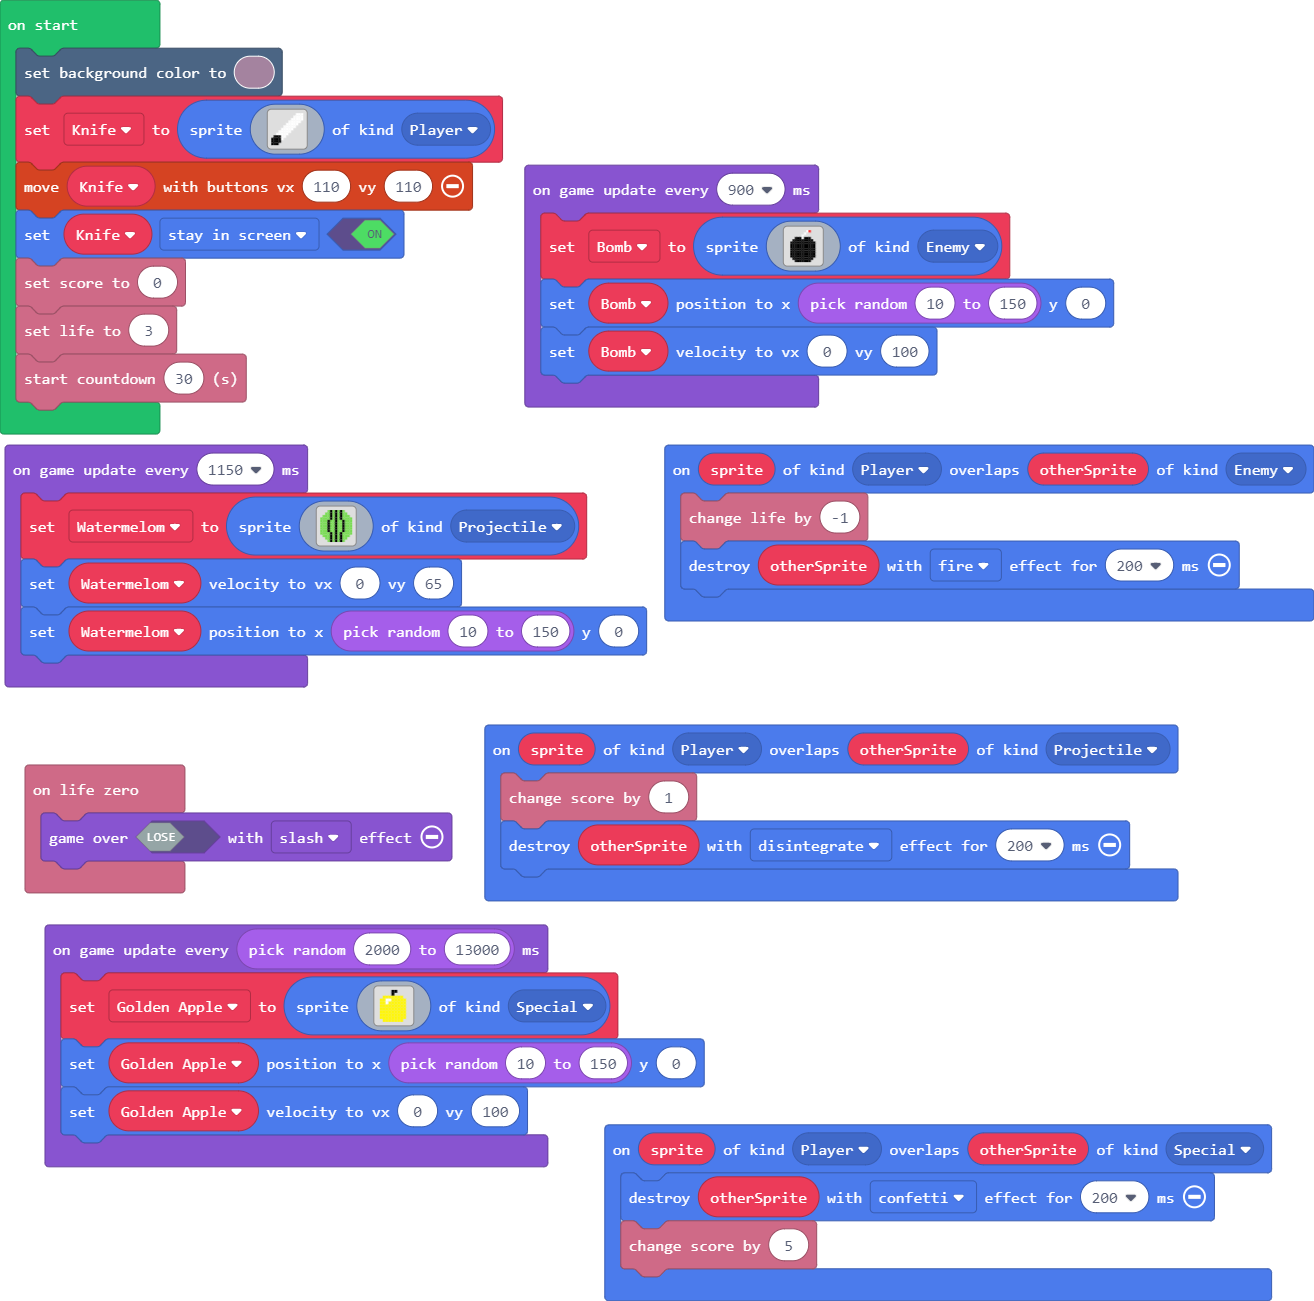 on start
set background color to
set Knife to sprite of kind Player
move Knife with buttons vx 110 vy 110
set Knife stay in screen ON
set score to 0
set life to 3
start countdown 30 (s)
on game update every 900 ms
set Bomb to sprite of kind Enemy
set Bomb position to x pick random 10 to 150 y 0
set Bomb velocity to vx 0 vy 100
on game update every 1150 ms
set Watermelom to sprite of kind Projectile
set Watermelom velocity to vx 0 vy 65
set Watermelom position to x pick random 10 to 150 y 0
on sprite of kind Player overlaps otherSprite of kind Enemy
change life by -1
destroy otherSprite with fire effect for 200 ms
on life zero
game over LOSE with slash effect
on sprite of kind Player overlaps otherSprite of kind Projectile
change score by 1
destroy otherSprite with disintegrate effect for 200 ms
on game update every pick random 2000 to 13000 ms
set Golden Apple to sprite of kind Special
set Golden Apple position to x pick random 10 to 150 y 0
set Golden Apple velocity to vx 0 vy 100
on sprite of kind Player overlaps otherSprite of kind Special
destroy otherSprite with confetti effect for 200 ms
change score by 5